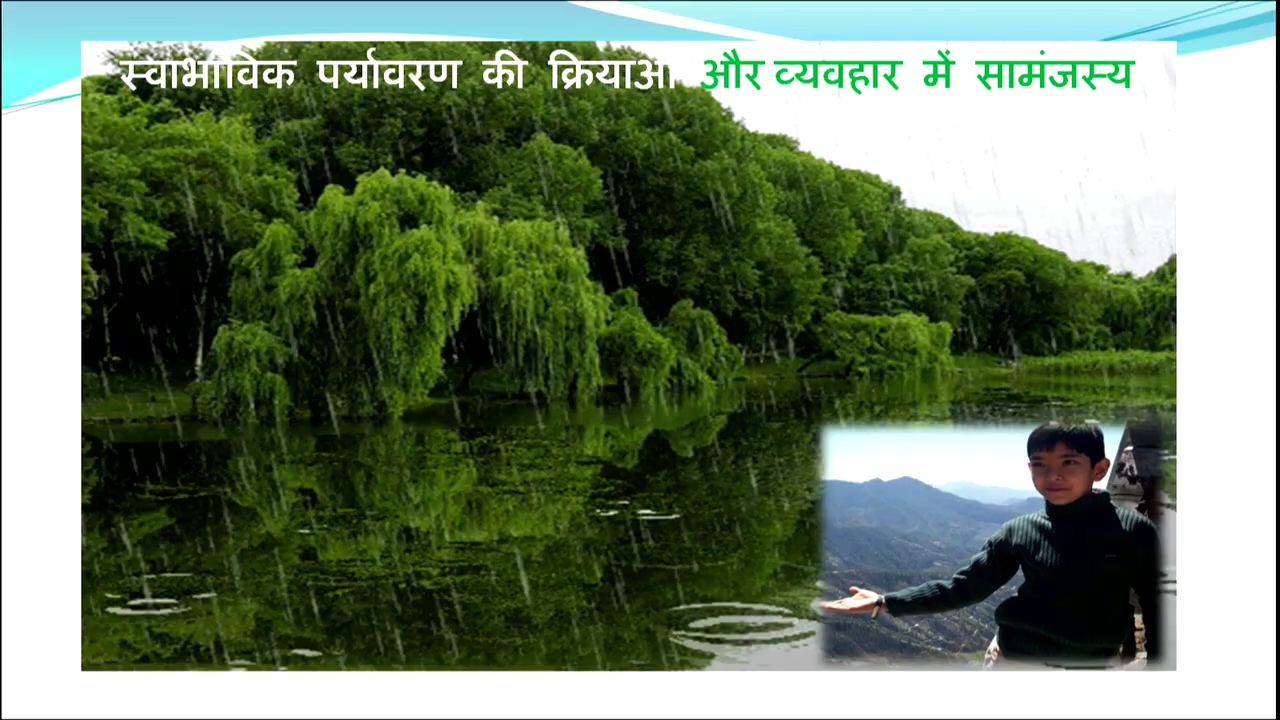 स्वाभाविक पर्यावरण की क्रियाओं और व्यवहार में सामंजस्य